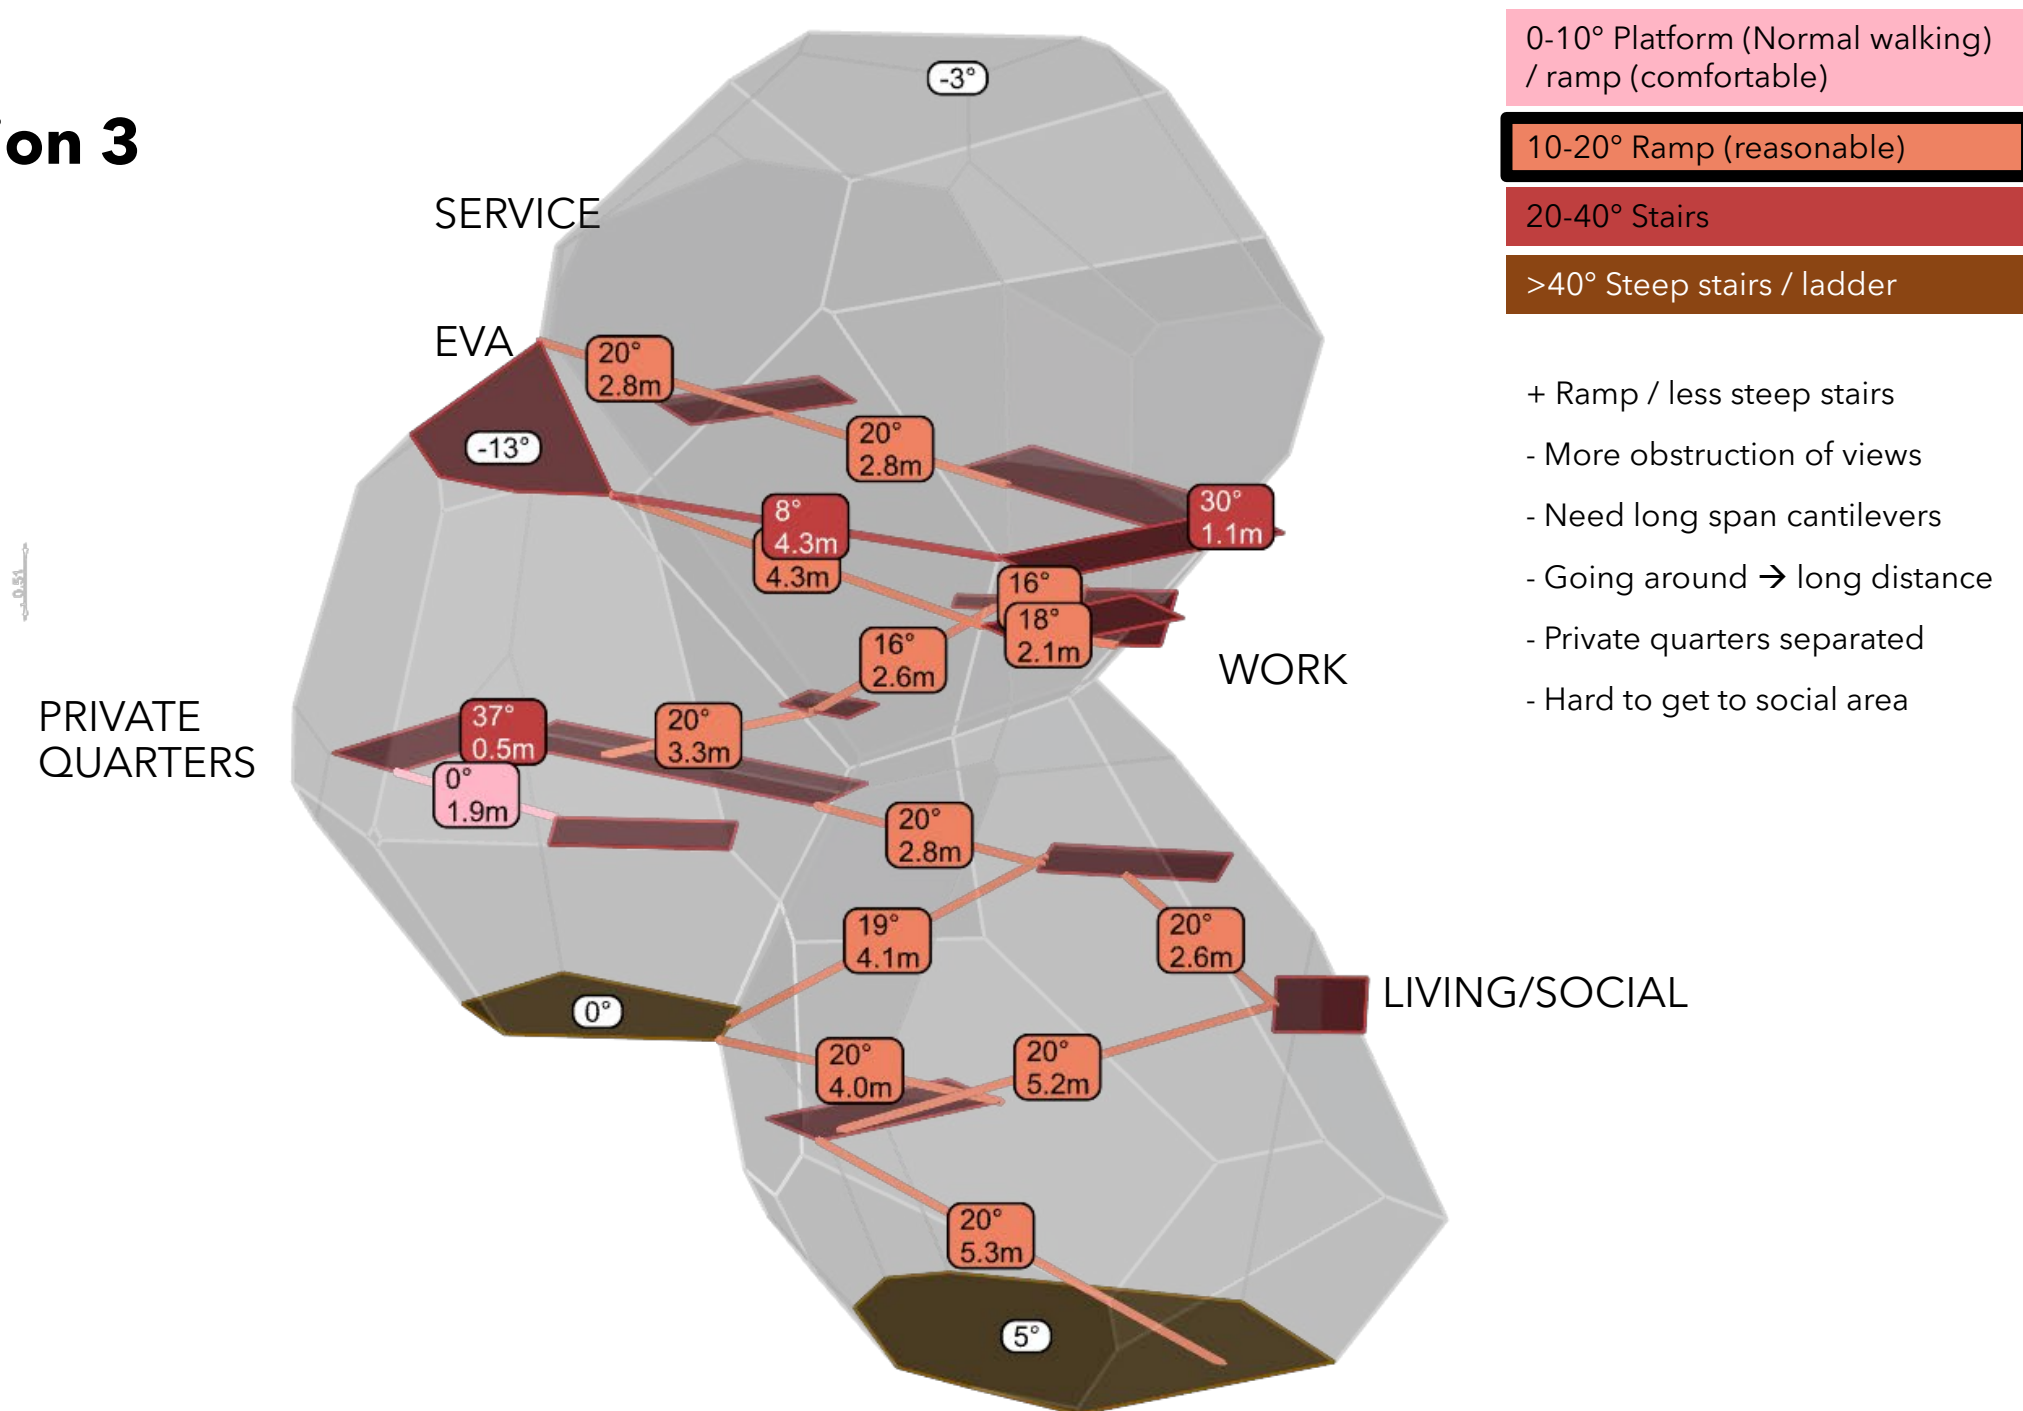 on 3
-3°
SERVICE
EVA
20°
2.8m
-13°
20°
2.8m
8°
4.3m
4.3m
30°
1.1m
16°
18°
2.1m
16°
2.6m
WORK
PRIVATE
QUARTERS
37°
0.5m
20°
3.3m
0°
1.9m
20°
2.8m
19°
4.1m
20°
2.6m
LIVING/SOCIAL
0°
20°
4.0m
20°
5.2m
20°
5.3m
5°
0.51
0-10° Platform (Normal walking)
/ ramp (comfortable)
10-20° Ramp (reasonable)
20-40° Stairs
>40° Steep stairs / ladder
+ Ramp / less steep stairs
- More obstruction of views
- Need long span cantilevers
- Going around → long distance
- Private quarters separated
- Hard to get to social area